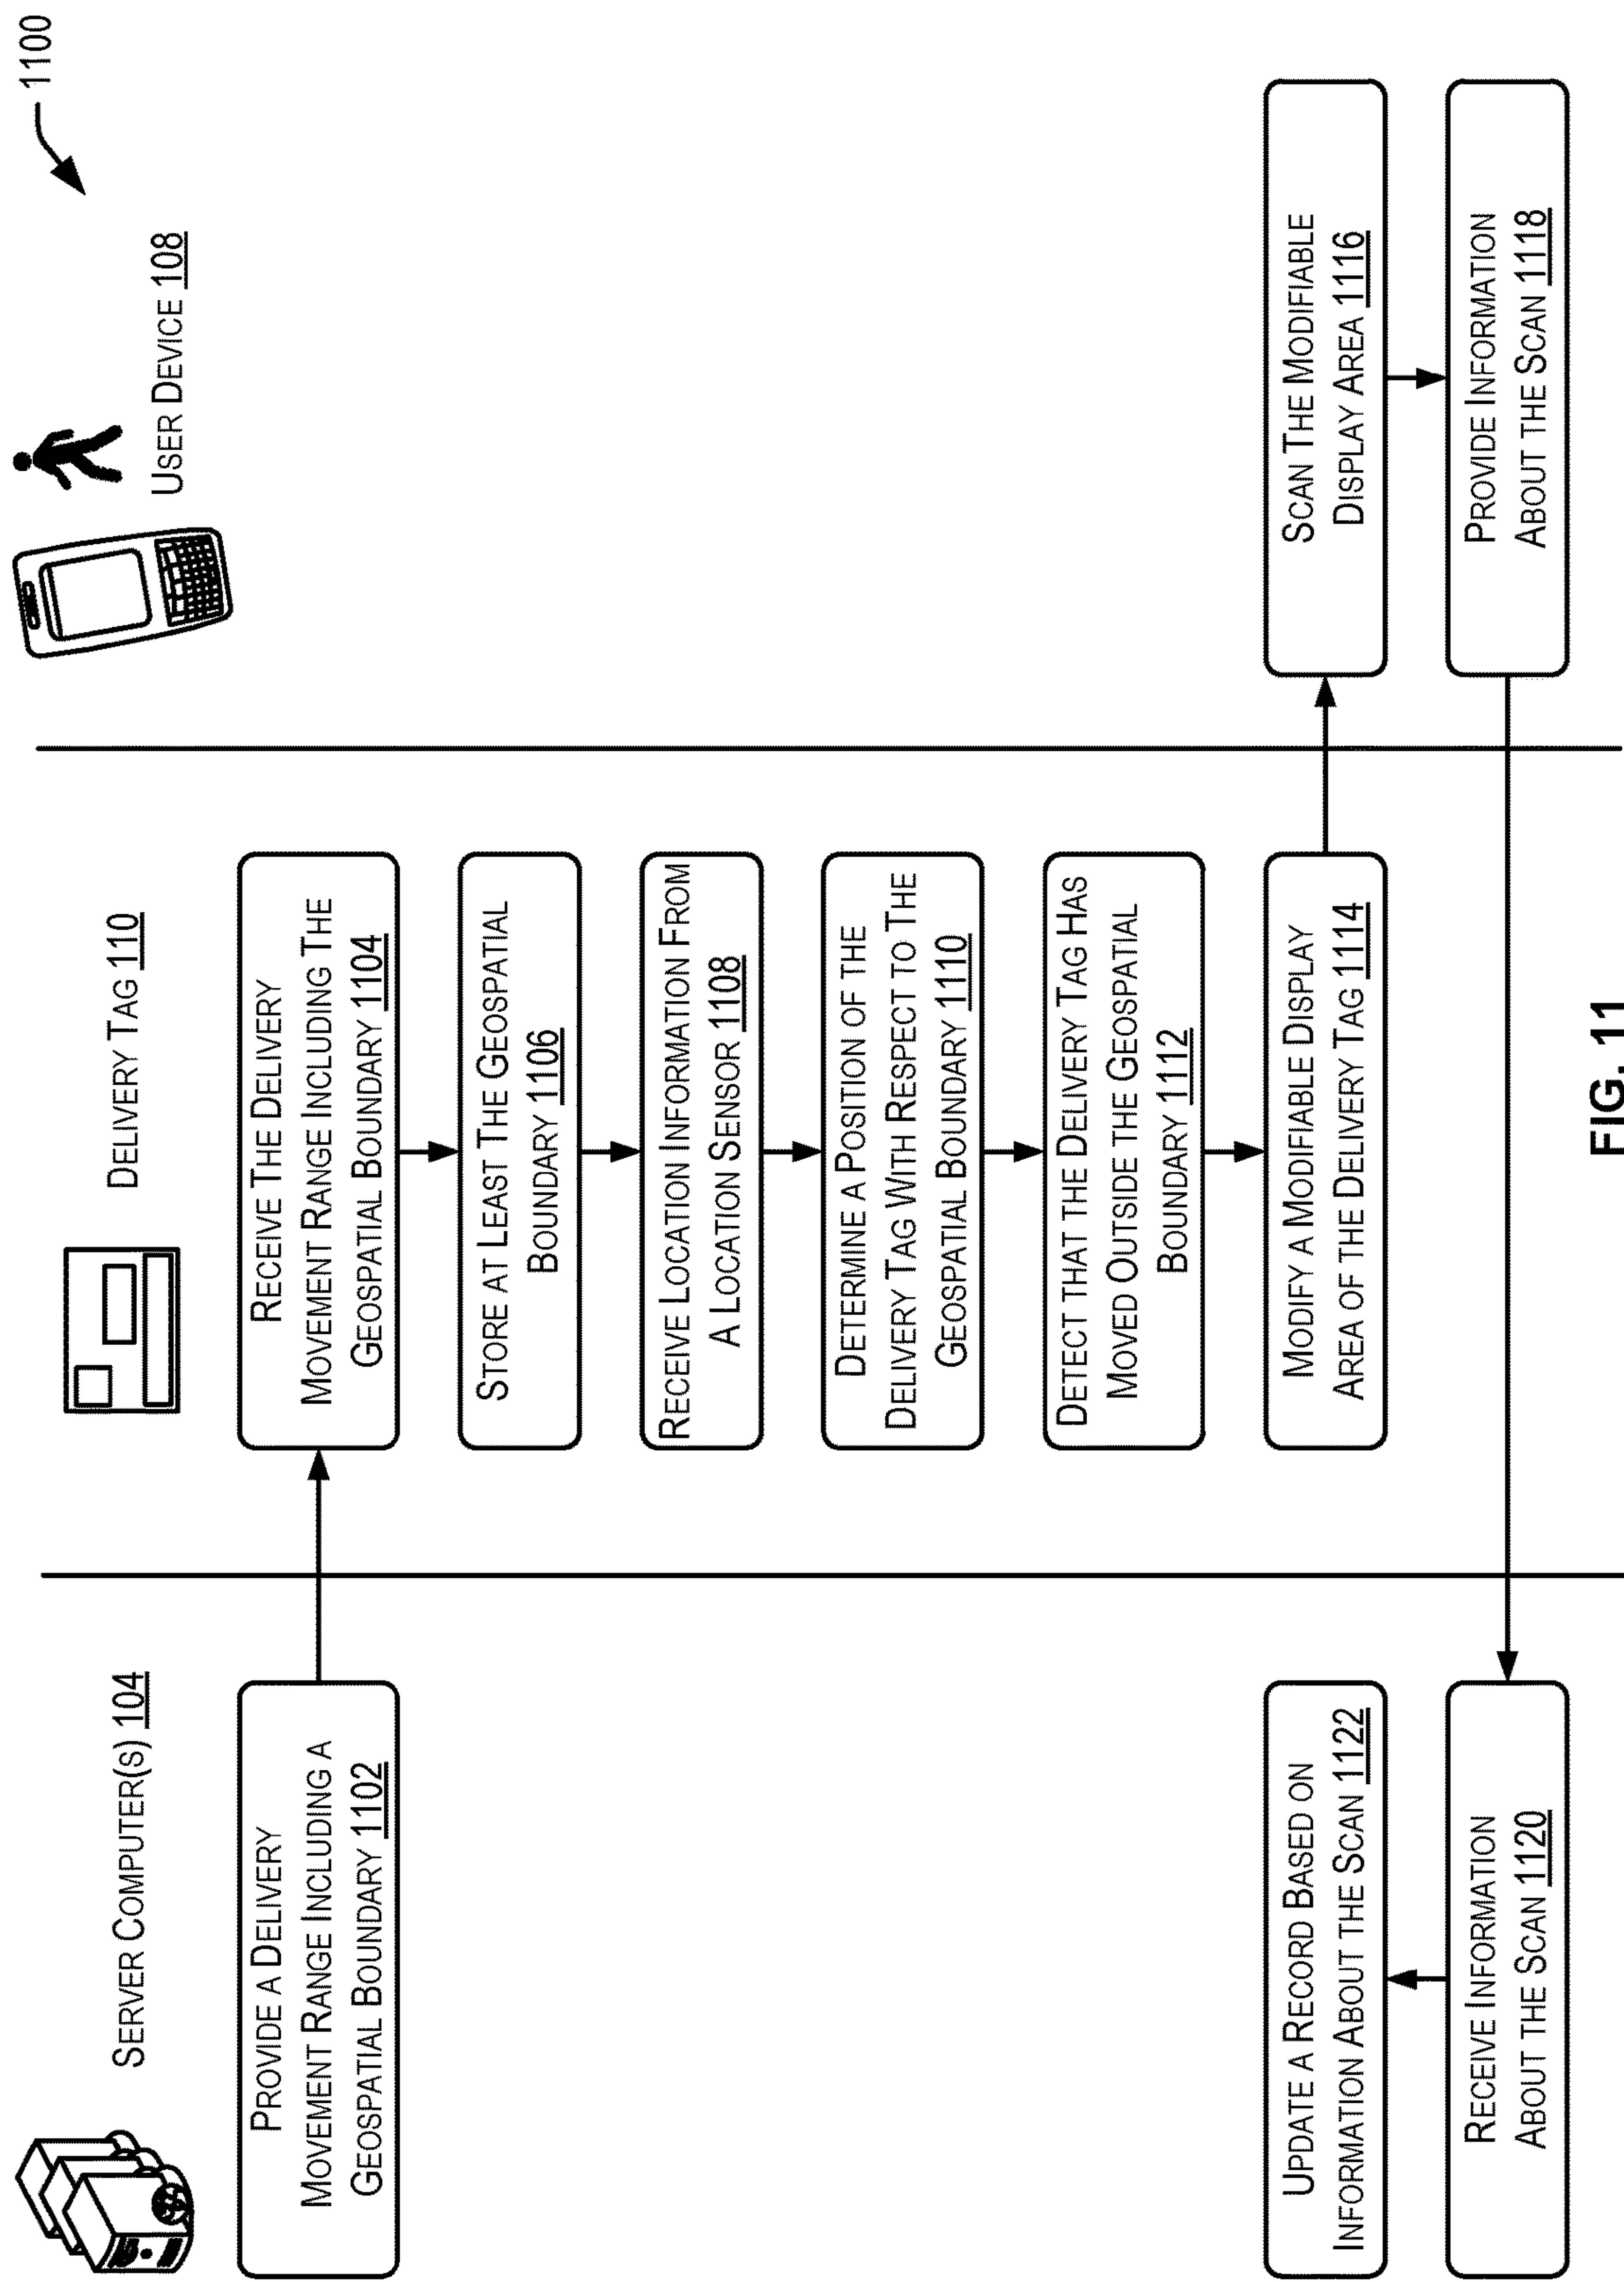 1100
SERVER COMPUTER(S) 104
DELIVERY TAG 110
USER DEVICE 108
PROVIDE A DELIVERY
MOVEMENT RANGE INCLUDING A
GEOSPATIAL BOUNDARY 1102
RECEIVE THE DELIVERY
MOVEMENT RANGE INCLUDING THE
GEOSPATIAL BOUNDARY 1104
STORE AT LEAST THE GEOSPATIAL
BOUNDARY 1106
RECEIVE LOCATION INFORMATION FROM
A LOCATION SENSOR 1108
DETERMINE A POSITION OF THE
DELIVERY TAG WITH RESPECT TO THE
GEOSPATIAL BOUNDARY 1110
DETECT THAT THE DELIVERY TAG HAS
MOVED OUTSIDE THE GEOSPATIAL
BOUNDARY 1112
MODIFY A MODIFIABLE DISPLAY
AREA OF THE DELIVERY TAG 1114
SCAN THE MODIFIABLE
DISPLAY AREA 1116
PROVIDE INFORMATION
ABOUT THE SCAN 1118
RECEIVE INFORMATION
ABOUT THE SCAN 1120
UPDATE A RECORD BASED ON
INFORMATION ABOUT THE SCAN 1122
FIG. 11